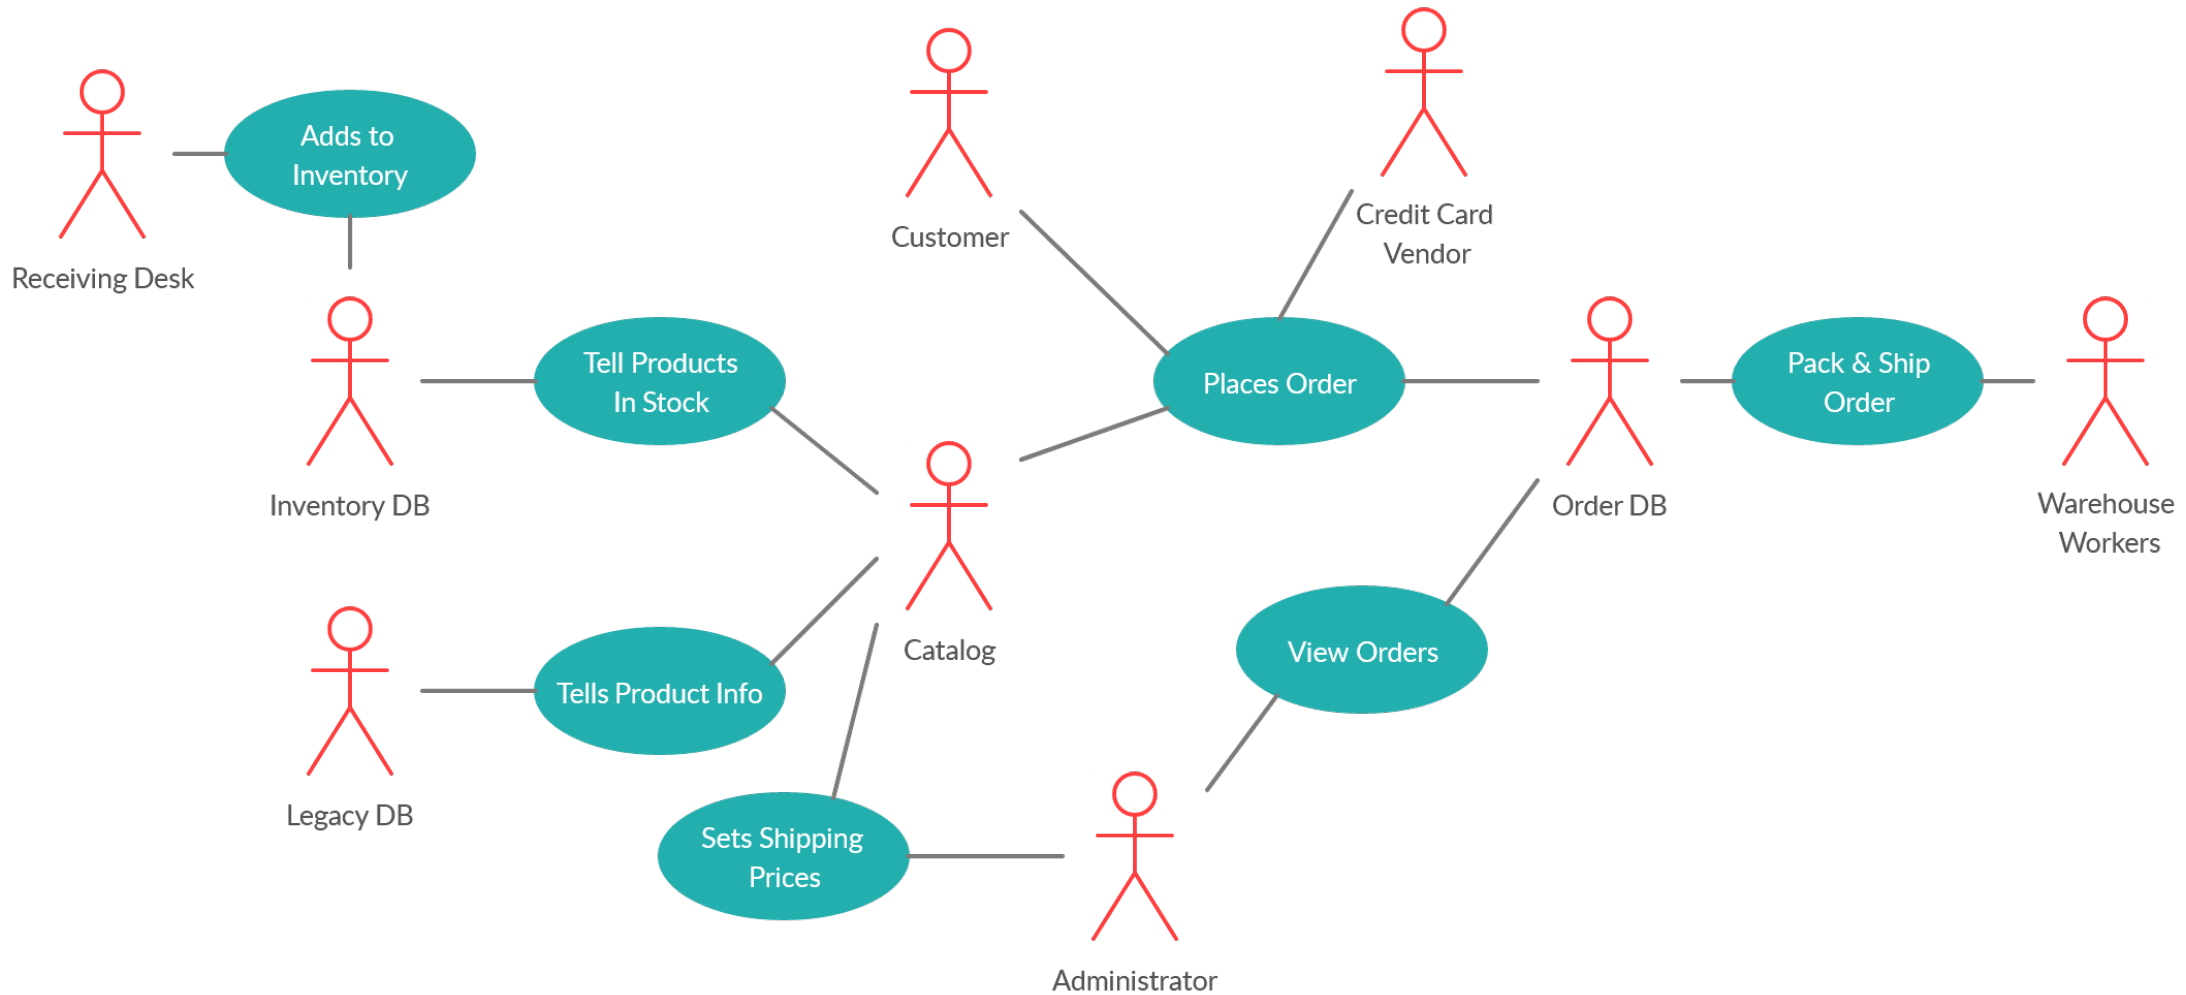 Adds to
Inventory
Receiving Desk
Customer
Credit Card
Vendor
Tell Products
In Stock
Places Order
Pack & Ship
Order
Inventory DB
Order DB
Warehouse
Workers
Catalog
View Orders
Tells Product Info
Legacy DB
Sets Shipping
Prices
Administrator